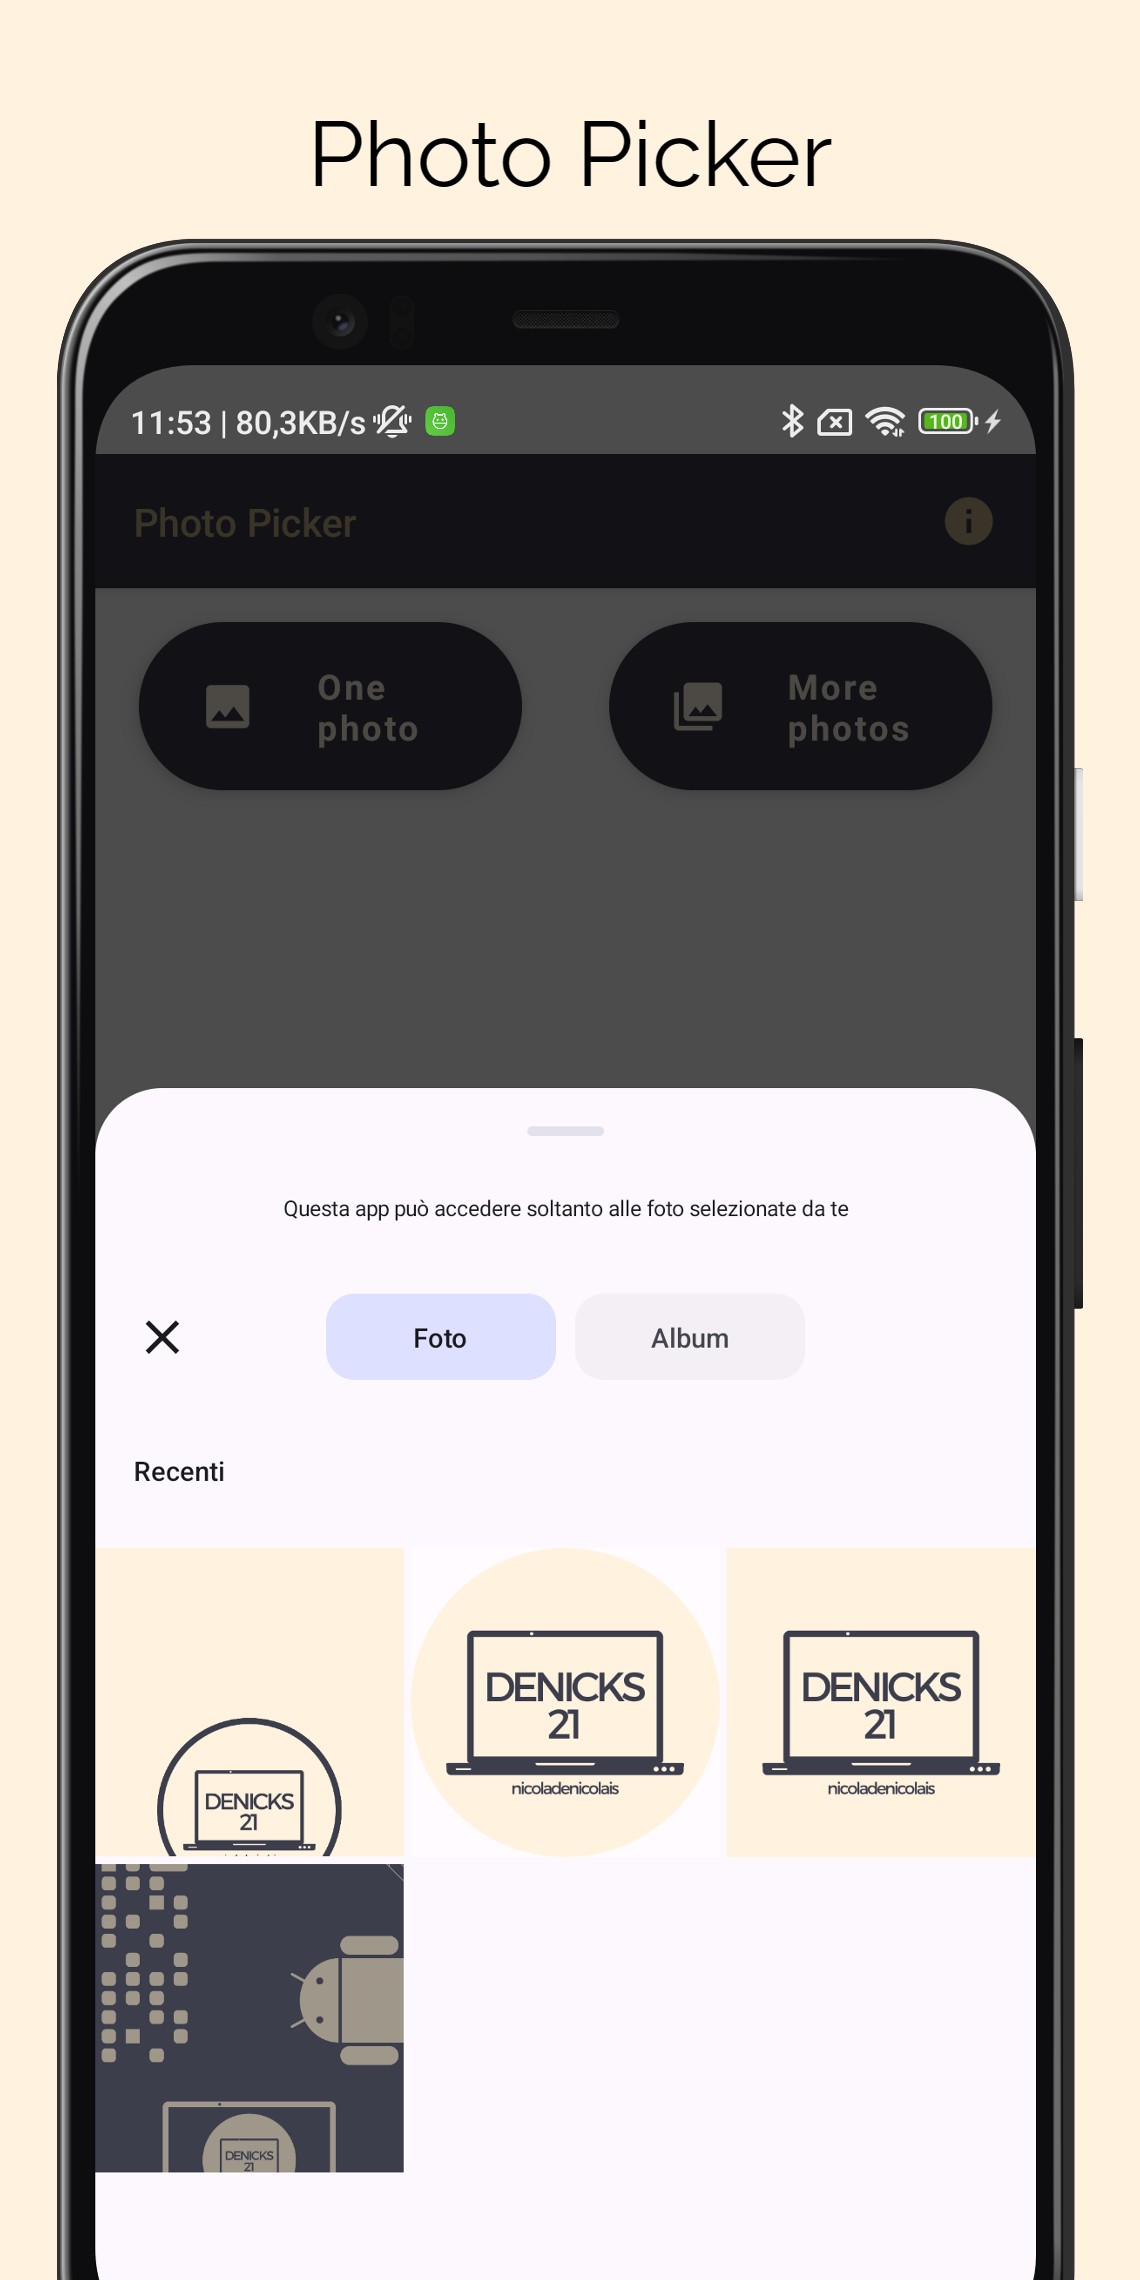 Photo Picker
11:53 | 80,3KB/s
100
Photo Picker
One
photo
More
photos
Questa app può accedere soltanto alle foto selezionate da te
Foto
Album
Recenti
DENICKS
21
DENICKS
21
nicoladenicolais
DENICKS
21
nicoladenicolais
DENICKS
21